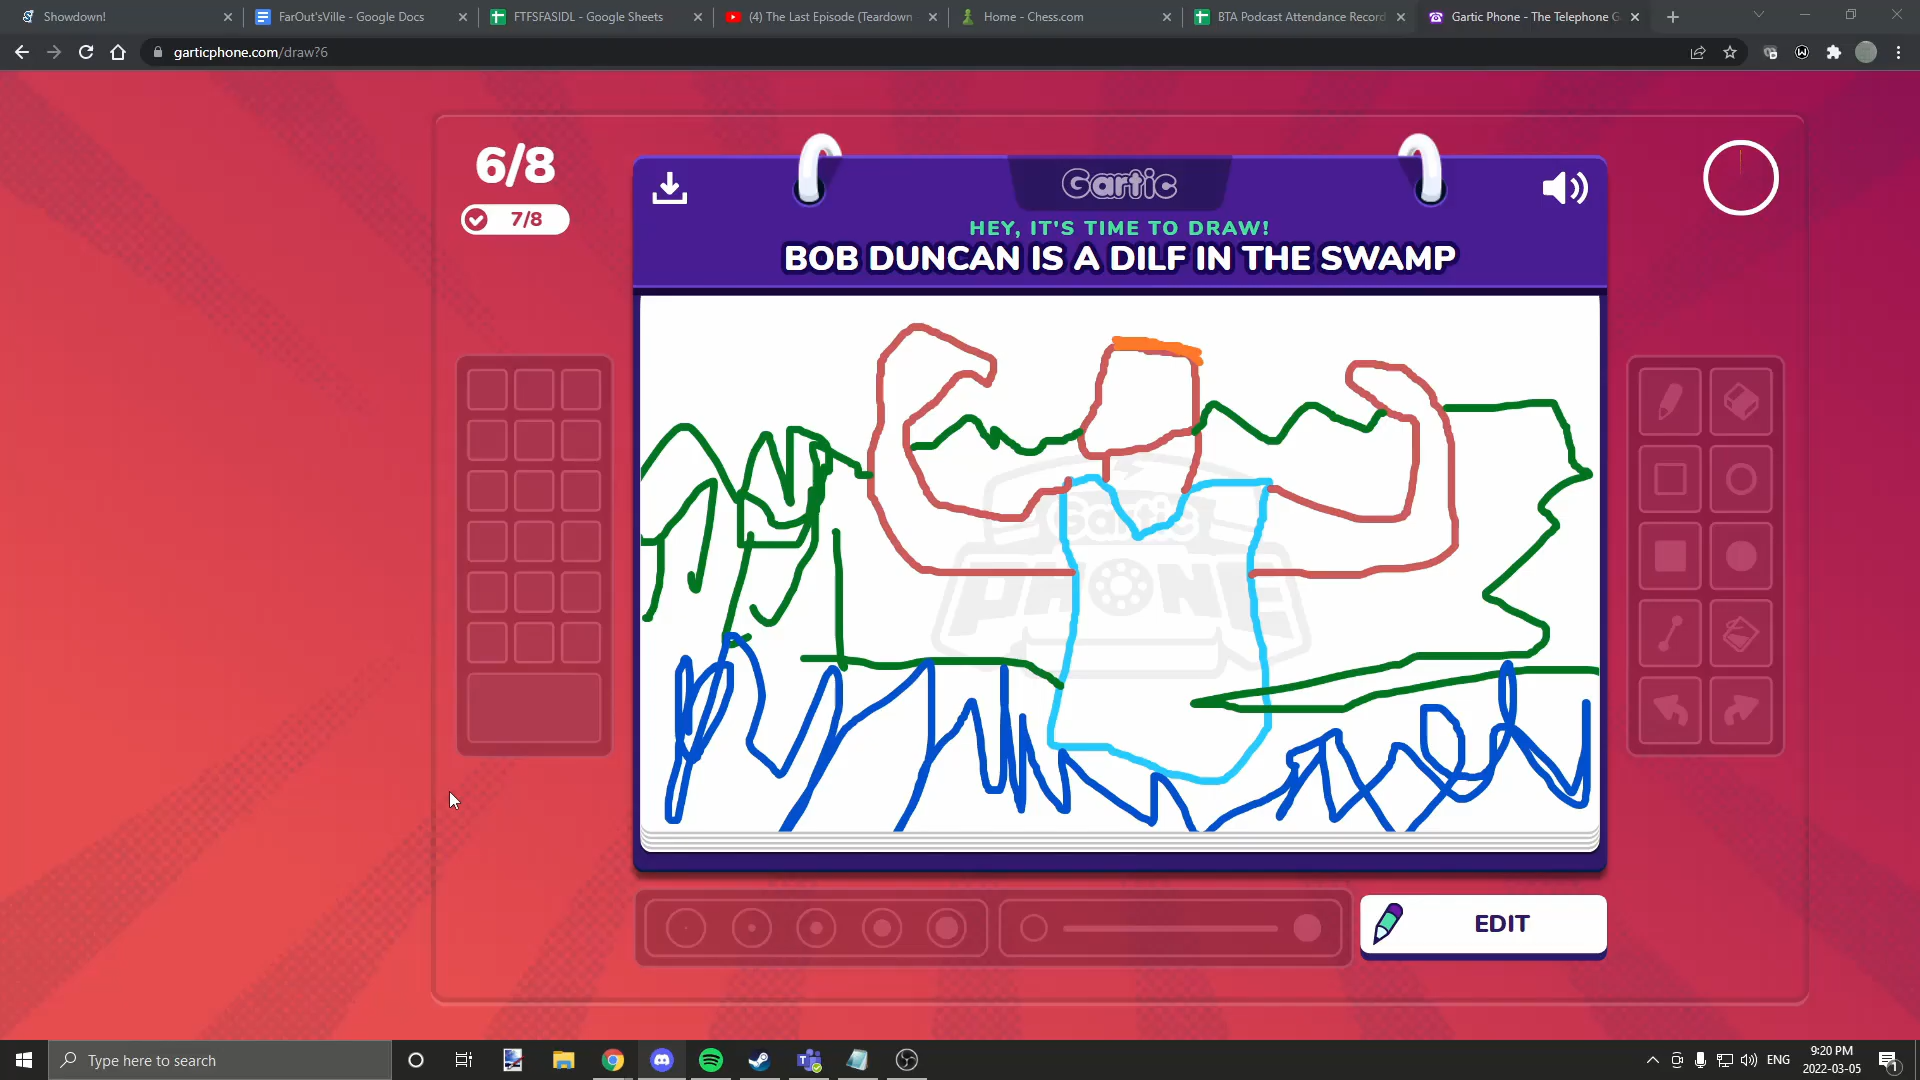 Showdown!
FarOut'sVille - Google Docs
FTFSFASIDL - Google Sheets
(4) The Last Episode (Teardown
Home - Chess.com
BTA Podcast Attendance Record
Gartic Phone - The Telephone G
garticphone.com/draw?6
6/8
7/8
Gartic
HEY, IT'S TIME TO DRAW!
BOB DUNCAN IS A DILF IN THE SWAMP
Gartic
PHONE
EDIT
Type here to search
ENG
9:20 PM
2022-03-05
1